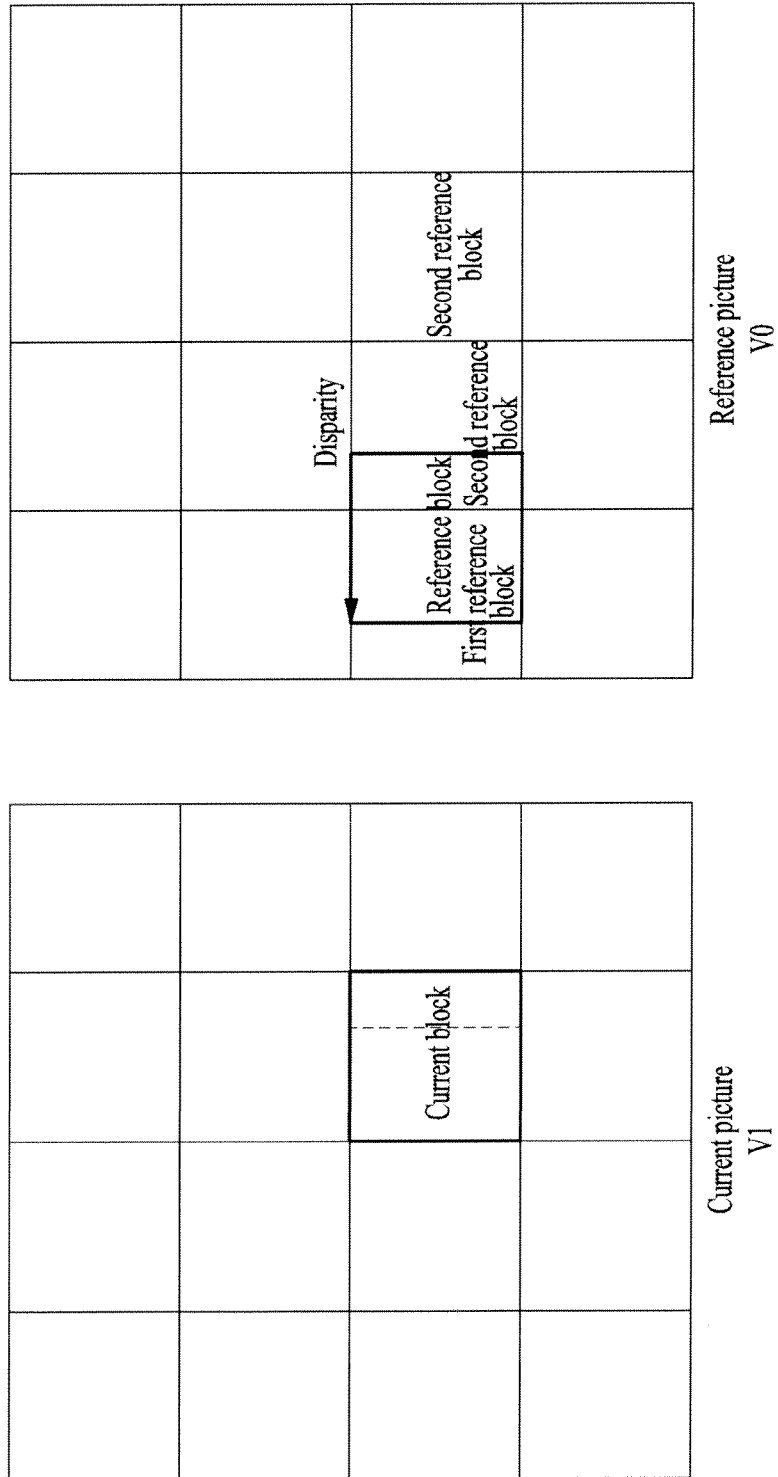 Current block
Current picture
V1
Disparity
Reference block
First reference
block
Second reference
block
Second reference
block
Reference picture
V0